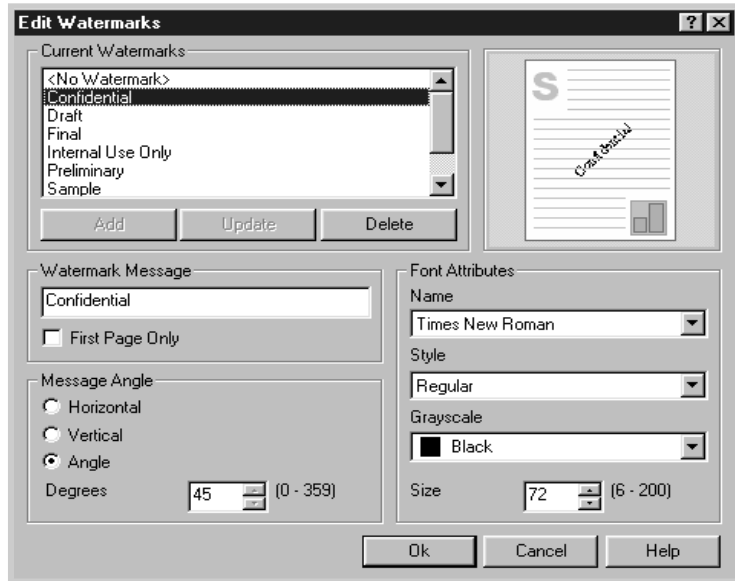 Edit Watermarks
Current Watermarks
<No Watermark>
Confidential
Draft
Final
Internal Use Only
Preliminary
Sample
Add Update Delete
S
Confidential
Watermark Message
Confidential
First Page Only
Message Angle
Horizontal
Vertical
Angle
Degrees 45 (0 - 359)
Font Attributes
Name
Times New Roman
Style
Regular
Grayscale
Black
Size 72 (6 - 200)
Ok Cancel Help